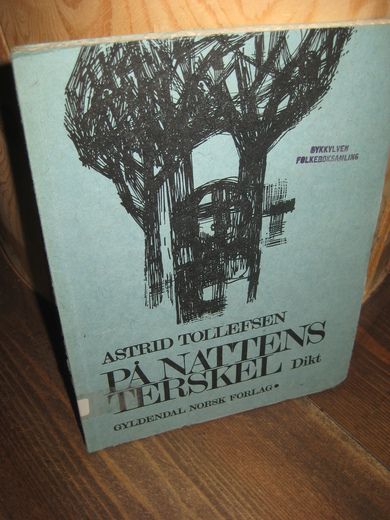 SYKKYLVEN
FOLKEBOKSAMLING
ASTRID TOLLEFSEN
PÅ NATTENS
TERSKEL Dikt
GYLDENDAL NORSK FORLAG •